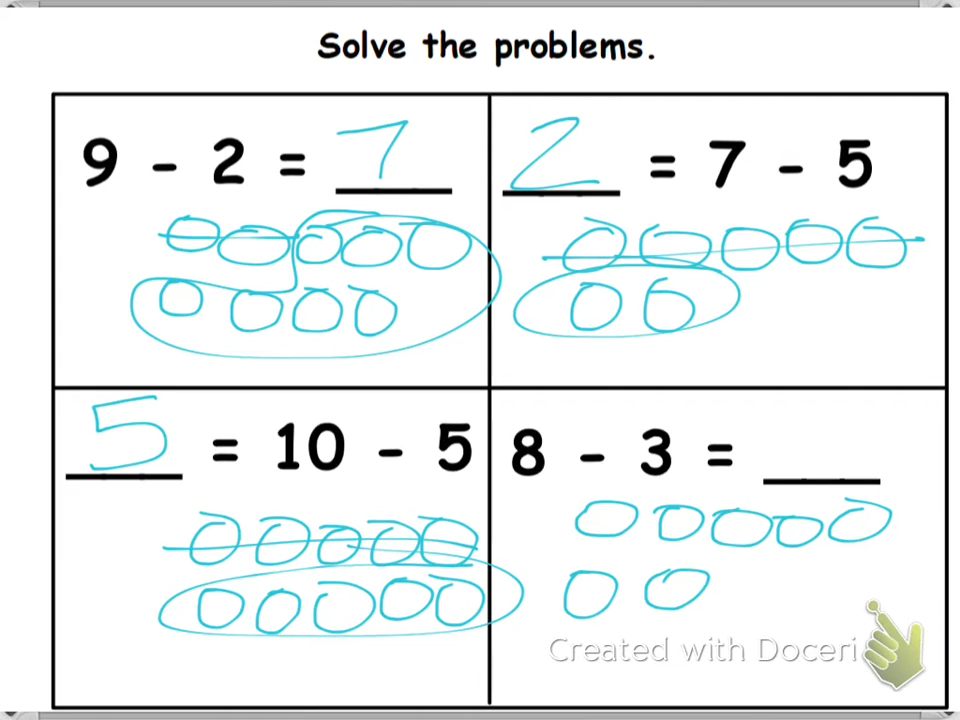 Solve the problems.
9 - 2 = 7
2 = 7 - 5
5 = 10 - 5
8 - 3 = ___
Created with Doceri